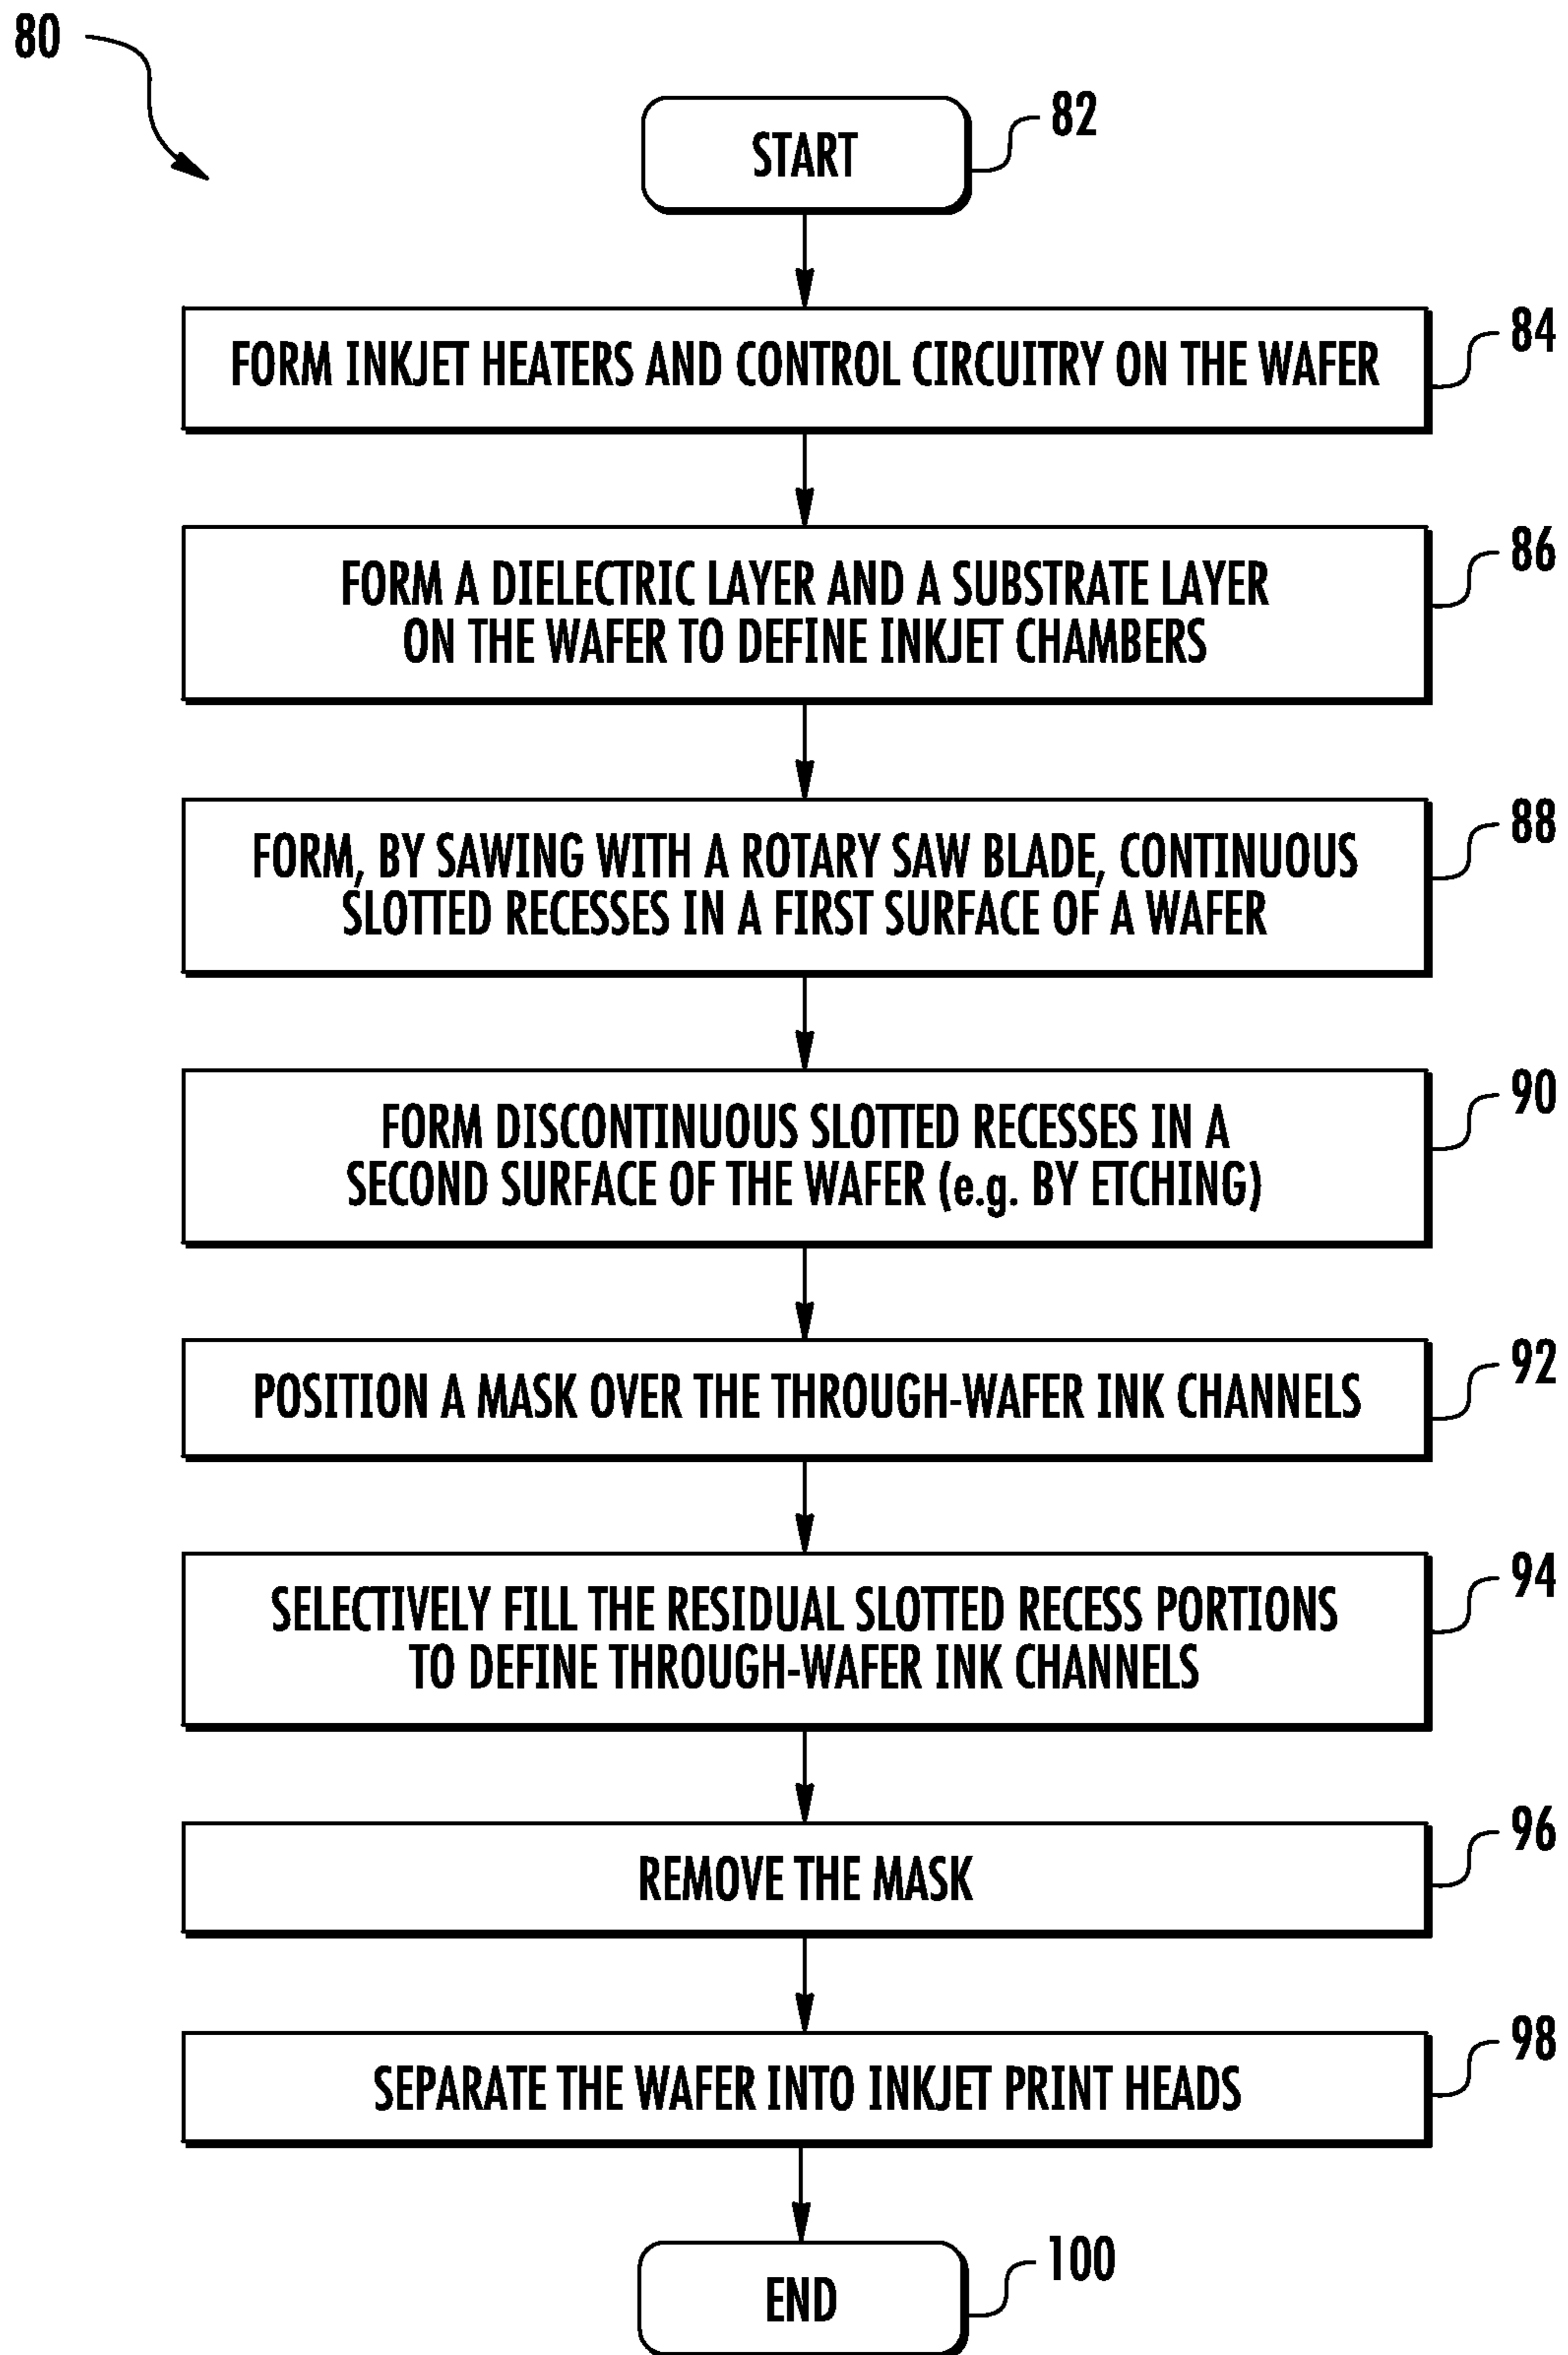 80
START
82
FORM INKJET HEATERS AND CONTROL CIRCUITRY ON THE WAFER
84
FORM A DIELECTRIC LAYER AND A SUBSTRATE LAYER
ON THE WAFER TO DEFINE INKJET CHAMBERS
86
FORM, BY SAWING WITH A ROTARY SAW BLADE, CONTINUOUS
SLOTTED RECESSES IN A FIRST SURFACE OF A WAFER
88
FORM DISCONTINUOUS SLOTTED RECESSES IN A
SECOND SURFACE OF THE WAFER (e.g. BY ETCHING)
90
POSITION A MASK OVER THE THROUGH-WAFER INK CHANNELS
92
SELECTIVELY FILL THE RESIDUAL SLOTTED RECESS PORTIONS
TO DEFINE THROUGH-WAFER INK CHANNELS
94
REMOVE THE MASK
96
SEPARATE THE WAFER INTO INKJET PRINT HEADS
98
END
100